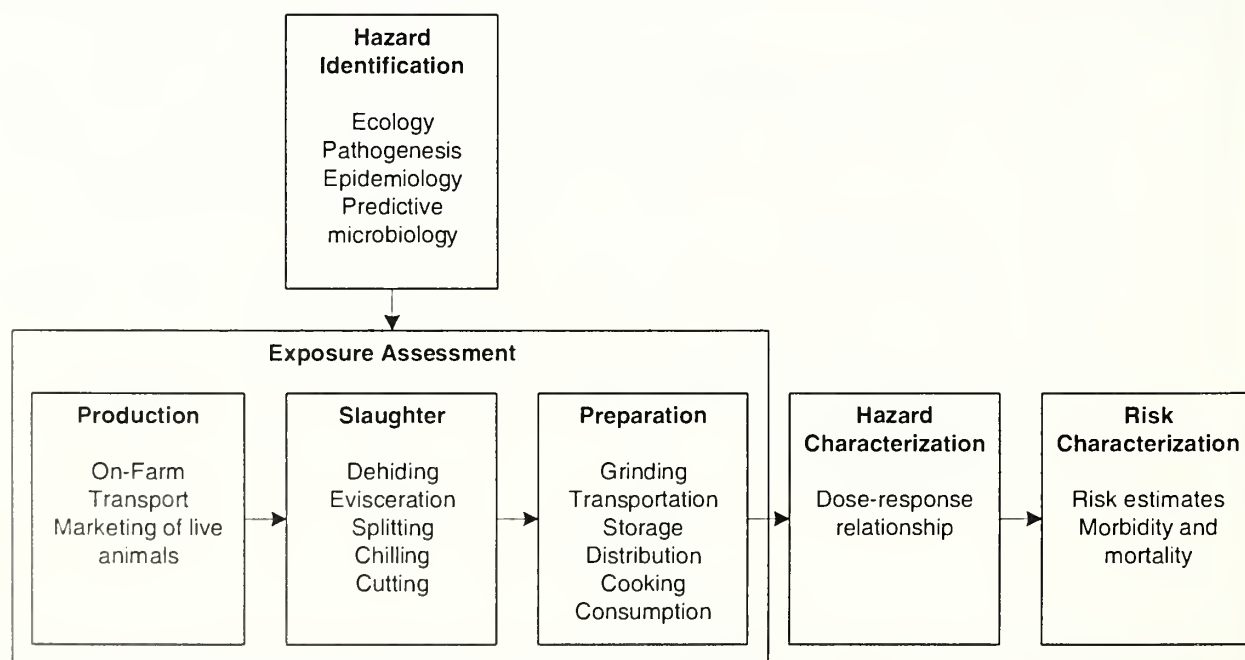 Hazard
Identification
Ecology
Pathogenesis
Epidemiology
Predictive
microbiology
Exposure Assessment
Production
On-Farm
Transport
Marketing of live
animals
Slaughter
Dehiding
Evisceration
Splitting
Chilling
Cutting
Preparation
Grinding
Transportation
Storage
Distribution
Cooking
Consumption
Hazard
Characterization
Dose-response
relationship
Risk
Characterization
Risk estimates
Morbidity and
mortality